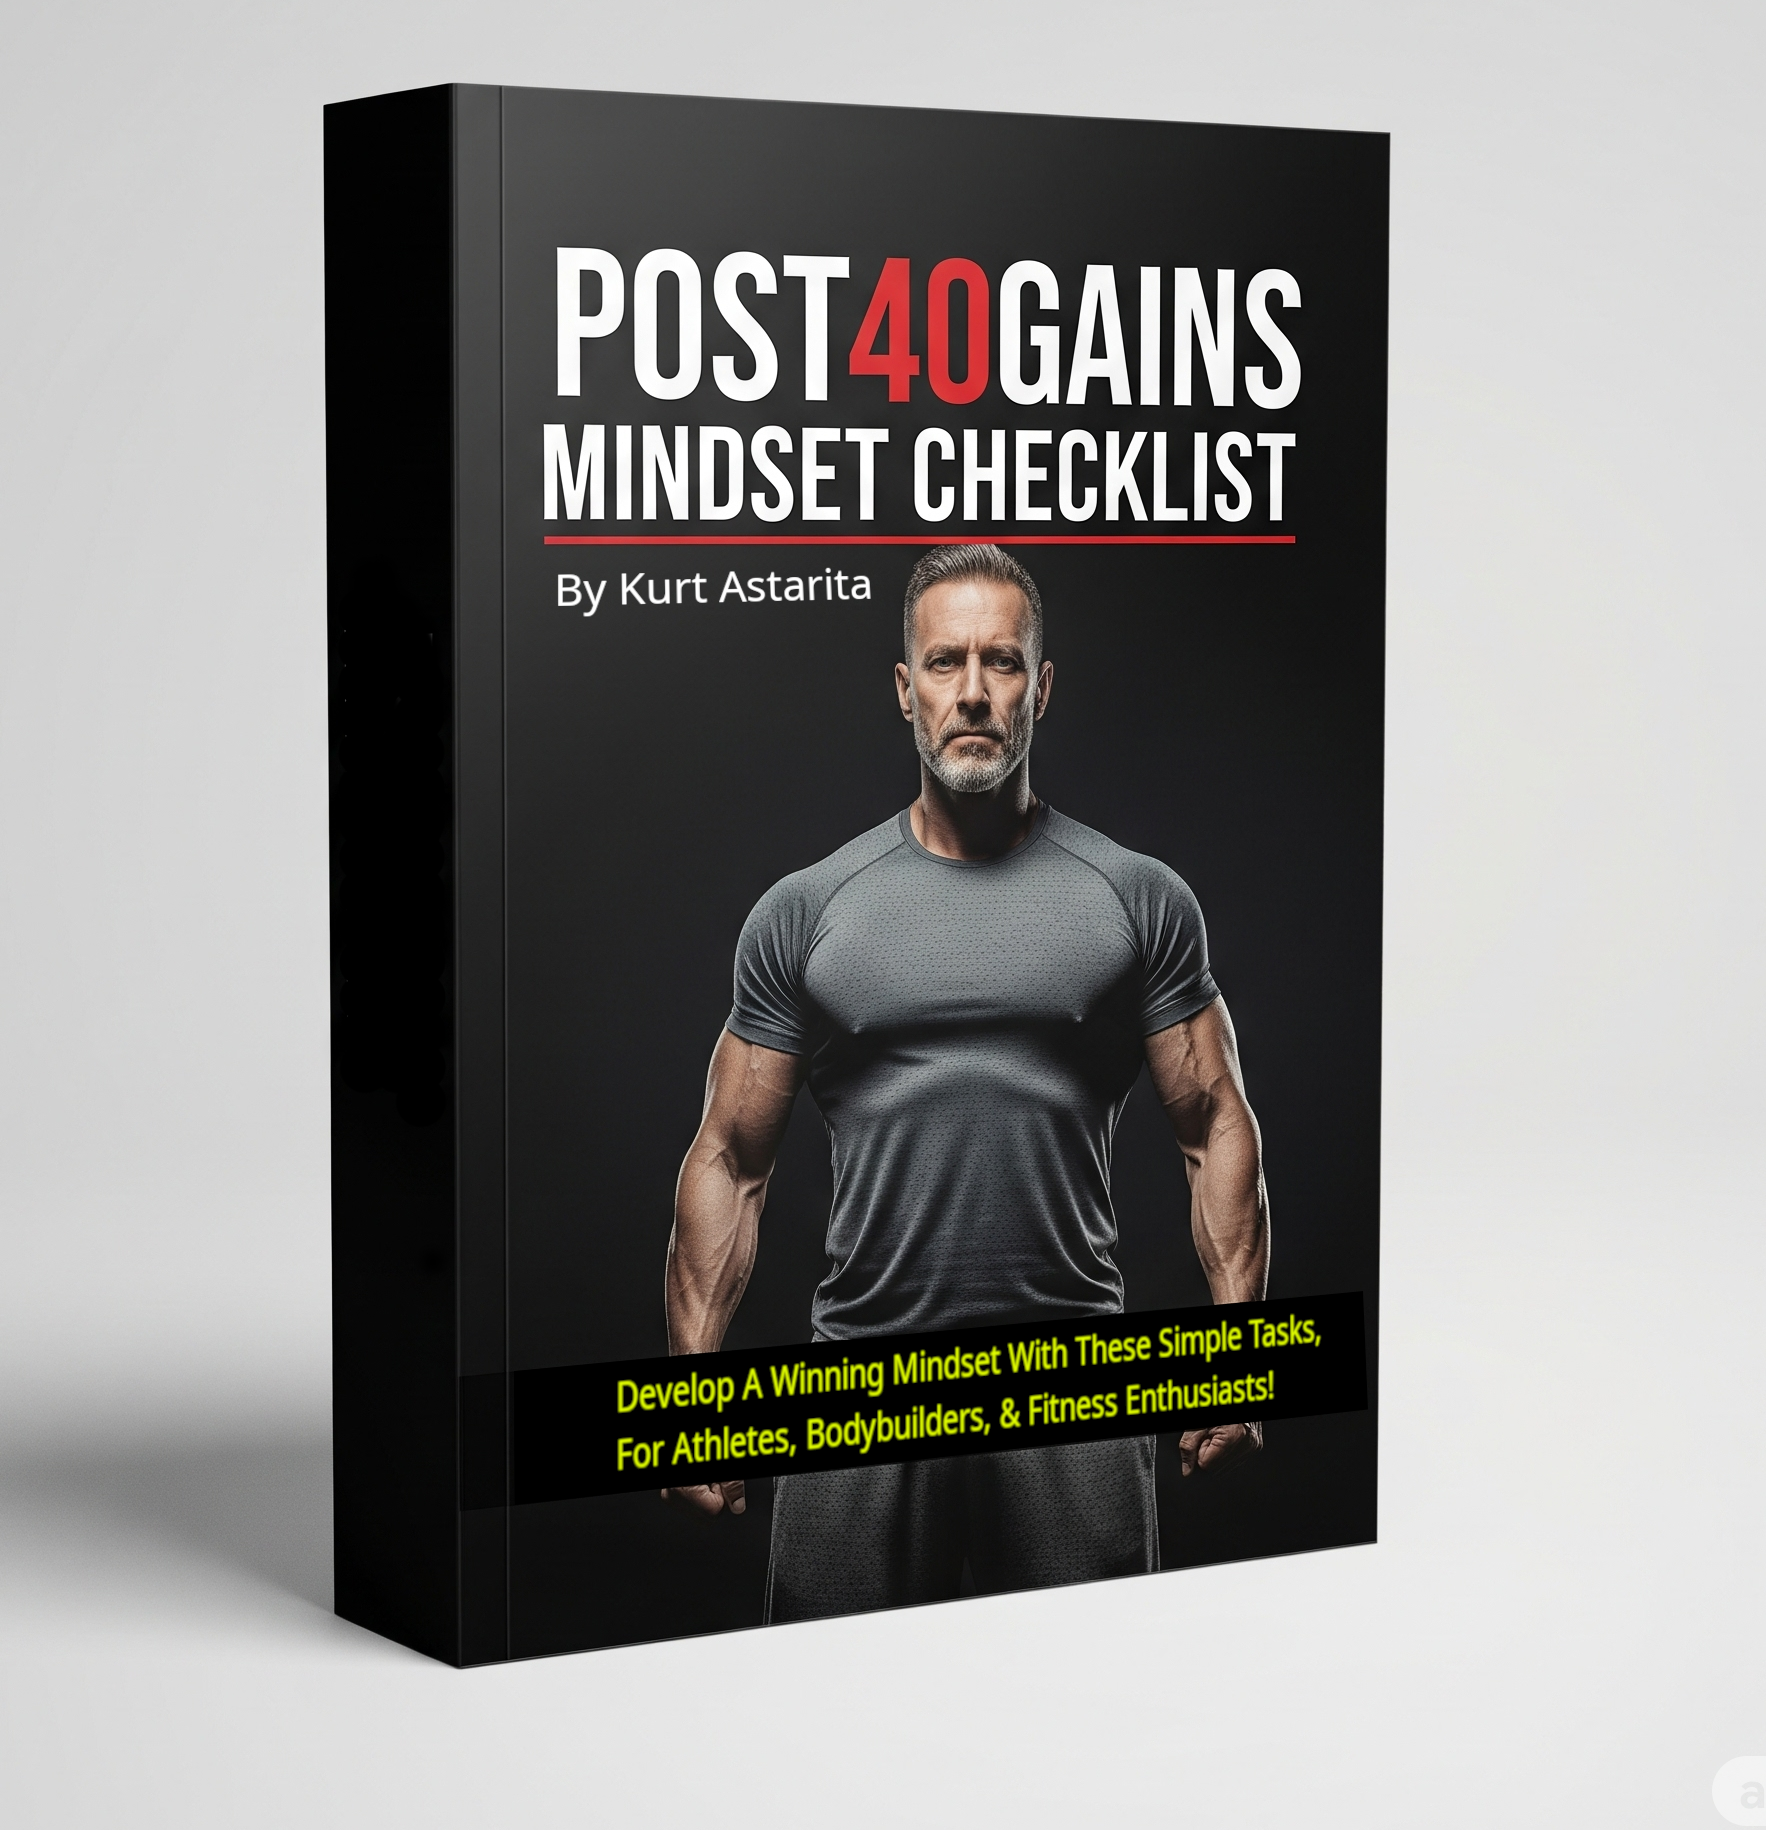 POST40GAINS
MINDSET CHECKLIST
By Kurt Astarita
Develop A Winning Mindset With These Simple Tasks,
For Athletes, Bodybuilders, & Fitness Enthusiasts!
a